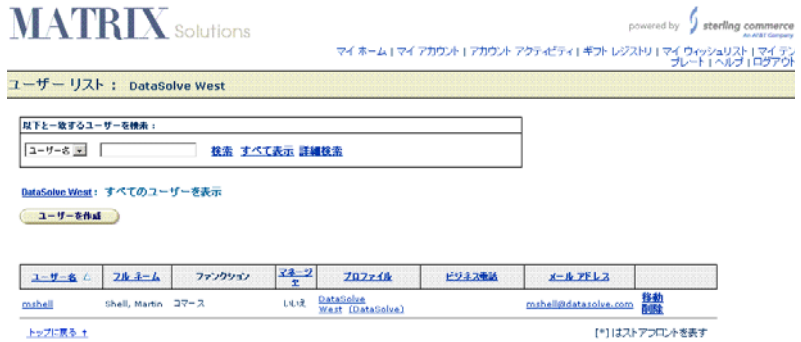 MATRIX Solutions
powered by sterling commerce
An AT&T Company
マイ ホーム | マイ アカウント | アカウント アクティビティ | ギフト レジストリ | マイ ウィッシュリスト | マイ テン
プレート | ヘルプ | ログアウト
ユーザー リスト : DataSolve West
以下と一致するユーザーを検索 :
ユーザー名 検索 すべて表示 詳細検索
DataSolve West : すべてのユーザーを表示
ユーザーを作成
ユーザー名 フル ネーム ファンクション マネージャ プロファイル ビジネス電話 メール アドレス
mshell Shell, Martin コマース いいえ DataSolve West (DataSolve) mshell@datasolve.com 移動 削除
トップに戻る ↑ [*] はストアフロントを表す